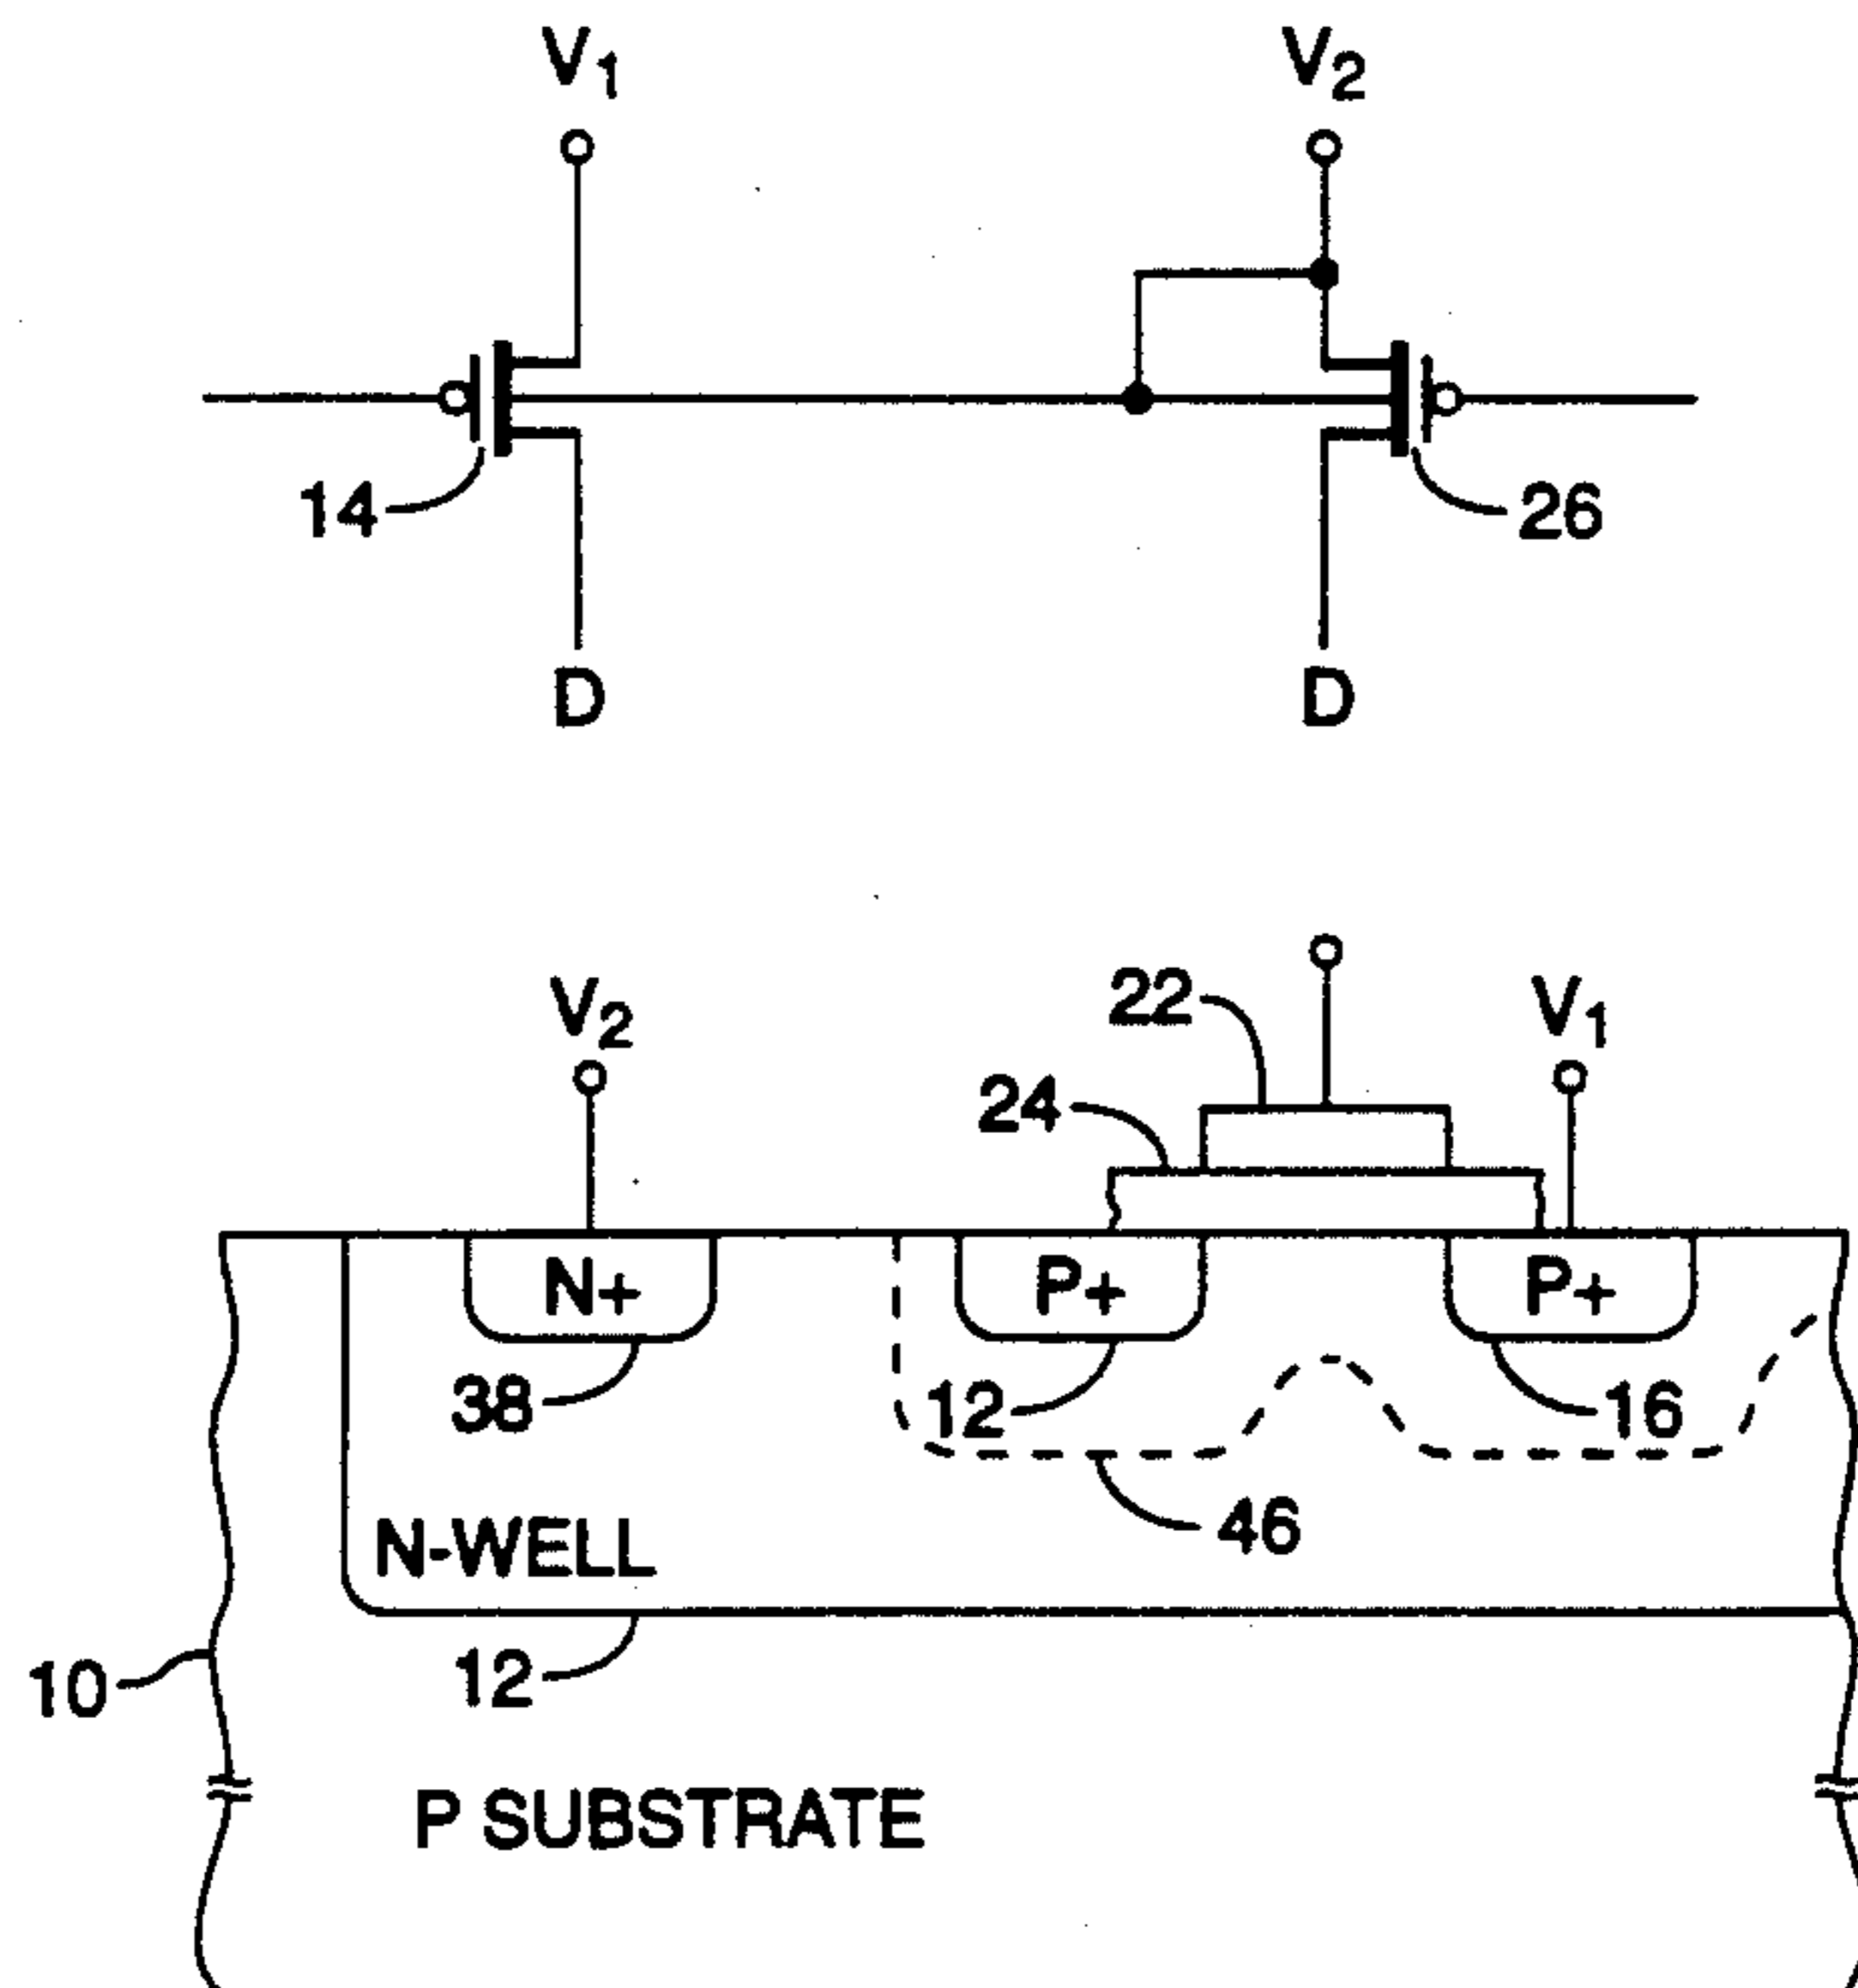 V1 V2
14 26
D D
22
V2 V1
24
N+ P+ P+
38 12 16
46
N-WELL
10 12
P SUBSTRATE